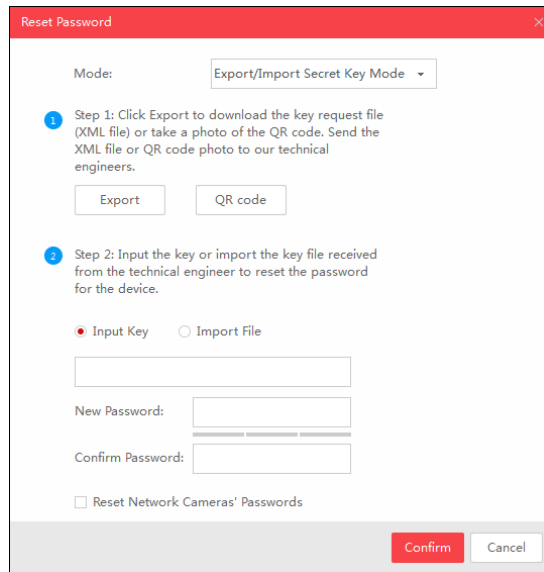 Reset Password
Mode: Export/Import Secret Key Mode
1 Step 1: Click Export to download the key request file
(XML file) or take a photo of the QR code. Send the
XML file or QR code photo to our technical
engineers.
Export QR code
2 Step 2: Input the key or import the key file received
from the technical engineer to reset the password
for the device.
Input Key Import File
New Password:
Confirm Password:
Reset Network Cameras' Passwords
Confirm Cancel